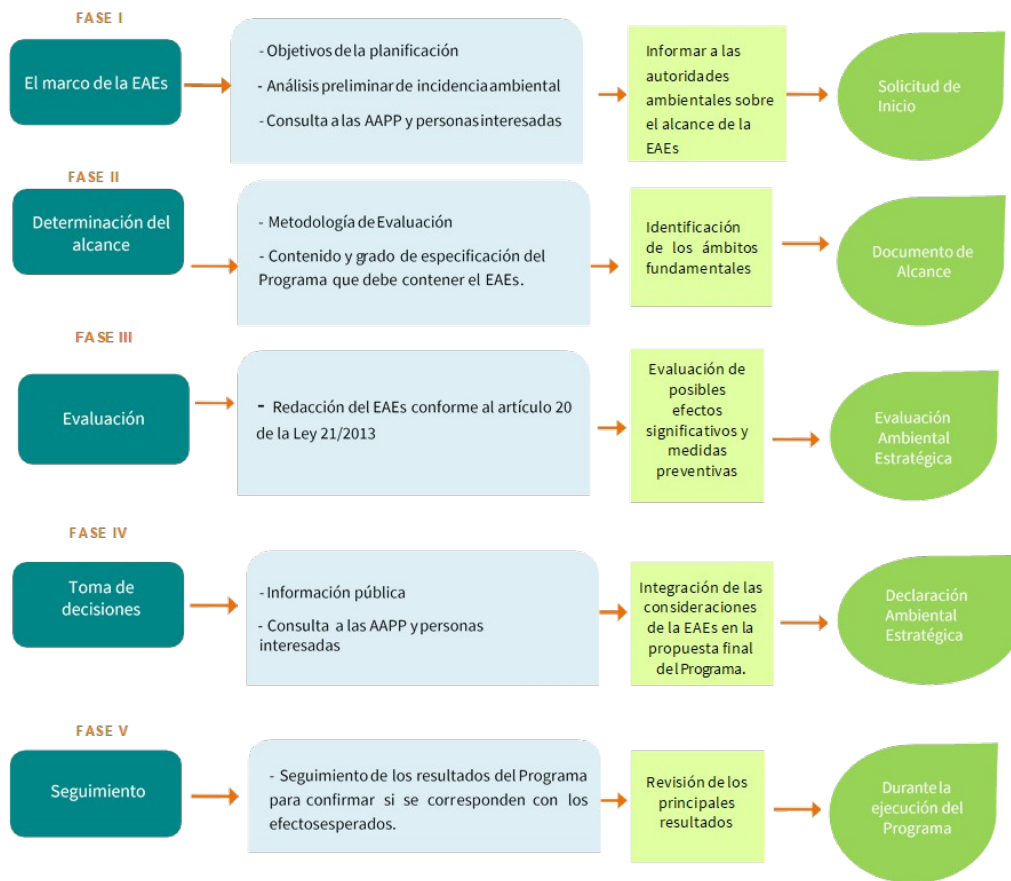 FASE I
El marco de la EAEs
- Objetivos de la planificación
- Análisis preliminar de incidencia ambiental
- Consulta a las AAPP y personas interesadas
Informar a las
autoridades
ambientales sobre
el alcance de la
EAEs
Solicitud de
Inicio
FASE II
Determinación del
alcance
- Metodología de Evaluación
- Contenido y grado de especificación del
Programa que debe contener el EAEs.
Identificación
de los ámbitos
fundamentales
Documento de
Alcance
FASE III
Evaluación
- Redacción del EAEs conforme al artículo 20
de la Ley 21/2013
Evaluación de
posibles
efectos
significativos y
medidas
preventivas
Evaluación
Ambiental
Estratégica
FASE IV
Toma de
decisiones
- Información pública
- Consulta a las AAPP y personas
interesadas
Integración de las
consideraciones
de la EAEs en la
propuesta final
del Programa.
Declaración
Ambiental
Estratégica
FASE V
Seguimiento
- Seguimiento de los resultados del Programa
para confirmar si se corresponden con los
efectosesperados.
Revisión de los
principales
resultados
Durante la
ejecución del
Programa